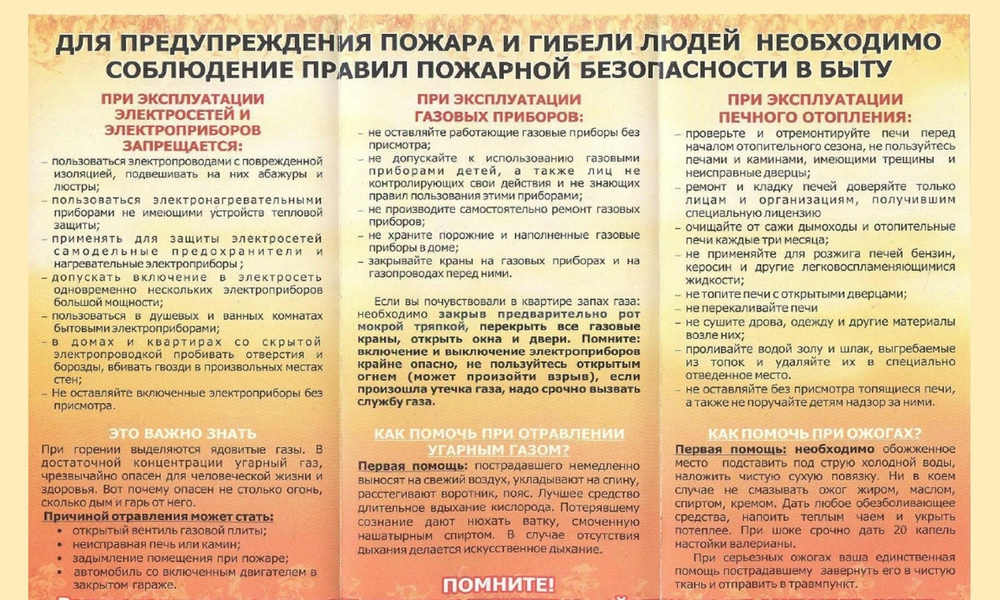 ДЛЯ ПРЕДУПРЕЖДЕНИЯ ПОЖАРА И ГИБЕЛИ ЛЮДЕЙ НЕОБХОДИМО
СОБЛЮДЕНИЕ ПРАВИЛ ПОЖАРНОЙ БЕЗОПАСНОСТИ В БЫТУ
ПРИ ЭКСПЛУАТАЦИИ
ЭЛЕКТРОСЕТЕЙ И
ЭЛЕКТРОПРИБОРОВ
ЗАПРЕЩАЕТСЯ:
– пользоваться электропроводами с поврежденной
изоляцией, подвешивать на них абажуры и
люстры;
– пользоваться электронагревательными
приборами не имеющими устройств тепловой
защиты;
– применять для защиты электросетей
самодельные предохранители и
нагревательные электроприборы ;
– допускать включение в электросеть
одновременно нескольких электроприборов
большой мощности;
– пользоваться в душевых и ванных комнатах
бытовыми электроприборами;
– в домах и квартирах со скрытой
электропроводкой пробивать отверстия и
борозды, вбивать гвозди в произвольных местах
стен;
– Не оставляйте включенные электроприборы без
присмотра.
ЭТО ВАЖНО ЗНАТЬ
При горении выделяются ядовитые газы. В
достаточной концентрации угарный газ,
чрезвычайно опасен для человеческой жизни и
здоровья. Вот почему опасен не столько огонь,
сколько дым и гарь от него.
Причиной отравления может стать:
• открытый вентиль газовой плиты;
• неисправная печь или камин;
• задымление помещения при пожаре;
• автомобиль со включенным двигателем в
закрытом гараже.
ПРИ ЭКСПЛУАТАЦИИ
ГАЗОВЫХ ПРИБОРОВ:
– не оставляйте работающие газовые приборы без
присмотра;
– не допускайте к использованию газовыми
приборами детей, а также лиц не
контролирующих свои действия и не знающих
правил пользования этими приборами;
– не производите самостоятельно ремонт газовых
приборов;
– не храните порожние и наполненные газовые
приборы в доме;
– закрывайте краны на газовых приборах и на
газопроводах перед ними.
Если вы почувствовали в квартире запах газа:
необходимо закрыв предварительно рот
мокрой тряпкой, перекрыть все газовые
краны, открыть окна и двери. Помните:
включение и выключение электроприборов
крайне опасно, не пользуйтесь открытым
огнем (может произойти взрыв), если
произошла утечка газа, надо срочно вызвать
службу газа.
КАК ПОМОЧЬ ПРИ ОТРАВЛЕНИИ
УГАРНЫМ ГАЗОМ?
Первая помощь: пострадавшего немедленно
выносят на свежий воздух, укладывают на спину,
расстегивают воротник, пояс. Лучшее средство
длительное вдыхание кислорода. Потерявшему
сознание дают нюхать ватку, смоченную
нашатырным спиртом. В случае отсутствия
дыхания делается искусственное дыхание.
ПРИ ЭКСПЛУАТАЦИИ
ПЕЧНОГО ОТОПЛЕНИЯ:
– проверьте и отремонтируйте печи перед
началом отопительного сезона, не пользуйтесь
печами и каминами, имеющими трещины и
неисправные дверцы;
– ремонт и кладку печей доверяйте только
лицам и организациям, получившим
специальную лицензию
– очищайте от сажи дымоходы и отопительные
печи каждые три месяца;
– не применяйте для розжига печей бензин,
керосин и другие легковоспламеняющимися
жидкости;
– не топите печи с открытыми дверцами;
– не перекаливайте печи
– не сушите дрова, одежду и другие материалы
возле них;
– проливайте водой золу и шлак, выгребаемые
из топок и удаляйте их в специально
отведенное место.
– не оставляйте без присмотра топящиеся печи,
а также не поручайте детям надзор за ними.
КАК ПОМОЧЬ ПРИ ОЖОГАХ?
Первая помощь: необходимо обожженное
место подставить под струю холодной воды,
наложить чистую сухую повязку. Ни в коем
случае не смазывать ожог жиром, маслом,
спиртом, кремом. Дать любое обезболивающее
средства, напоить теплым чаем и укрыть
потеплее. При шоке срочно дать 20 капель
настойки валерианы.
При серьезных ожогах ваша единственная
помощь пострадавшему завернуть его в чистую
ткань и отправить в травмпункт.
ПОМНИТЕ!